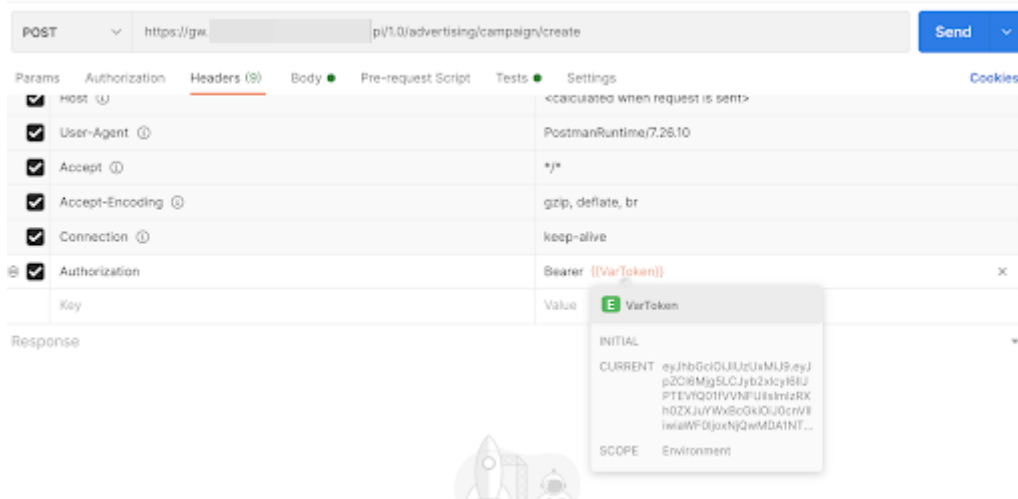 POST https://gw. pi/1.0/advertising/campaign/create Send
Params Authorization Headers (9) Body Pre-request Script Tests Settings Cookies
Host <calculated when request is sent>
User-Agent PostmanRuntime/7.26.10
Accept */*
Accept-Encoding gzip, deflate, br
Connection keep-alive
Authorization Bearer {{VarToken}}
Key Value
E VarToken
Response
INITIAL
CURRENT
SCOPE Environment